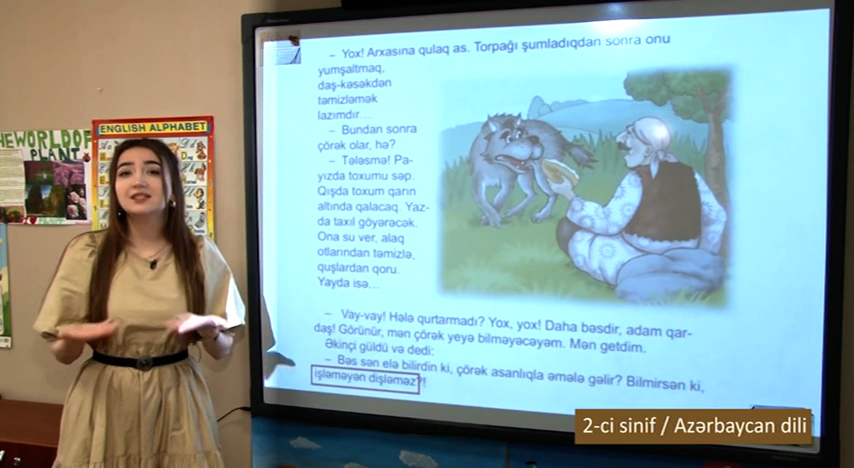 THE WORLD OF
PLANT
ENGLISH ALPHABET
– Yox! Arxasına qulaq as. Torpağı şumladıqdan sonra onu
yumşaltmaq,
daş-kəsəkdən
təmizləmək
lazımdır...
– Bundan sonra
çörək olar, hə?
– Tələsmə! Pa-
yızda toxumu səp.
Qışda toxum qarın
altında qalacaq. Yaz-
da taxıl göyərəcək.
Ona su ver, alaq
otlarından təmizlə,
quşlardan qoru.
Yayda isə...
– Vay-vay! Hələ qurtarmadı? Yox, yox! Daha bəsdir, adam qar-
daş! Görünür, mən çörək yeyə bilməyəcəyəm. Mən getdim.
Əkinçi güldü və dedi:
– Bəs sən elə bilirdin ki, çörək asanlıqla əmələ gəlir? Bilmirsən ki,
işləməyən dişləməz?!
2-ci sinif / Azərbaycan dili